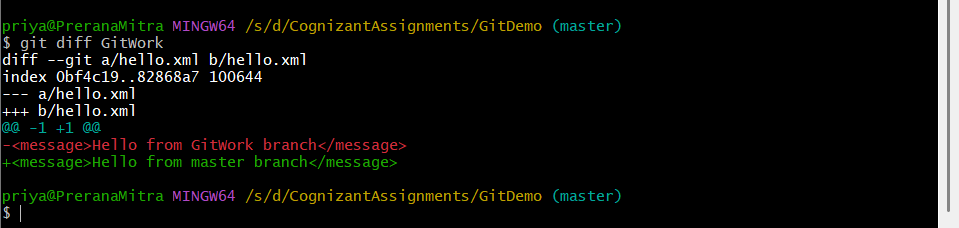 priya@PreranaMitra MINGW64 /s/d/CognizantAssignments/GitDemo (master)
$ git diff GitWork
diff --git a/hello.xml b/hello.xml
index 0bf4c19..82868a7 100644
--- a/hello.xml
+++ b/hello.xml
@@ -1 +1 @@
-<message>Hello from GitWork branch</message>
+<message>Hello from master branch</message>
priya@PreranaMitra MINGW64 /s/d/CognizantAssignments/GitDemo (master)
$